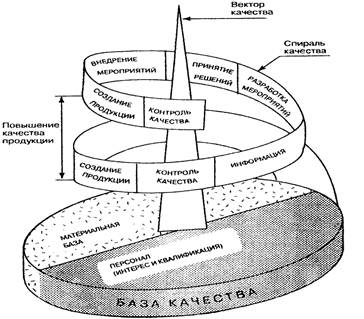 Вектор
качества
Спираль
качества
ВНЕДРЕНИЕ
МЕРОПРИЯТИЙ
ПРИНЯТИЕ
РЕШЕНИЙ
РАЗРАБОТКА
МЕРОПРИЯТИЙ
СОЗДАНИЕ
ПРОДУКЦИИ
КОНТРОЛЬ
КАЧЕСТВА
Повышение
качества
продукции
СОЗДАНИЕ
ПРОДУКЦИИ
КОНТРОЛЬ
КАЧЕСТВА
ИНФОРМАЦИЯ
МАТЕРИАЛЬНАЯ
БАЗА
ПЕРСОНАЛ
(ИНТЕРЕС И КВАЛИФИКАЦИЯ)
БАЗА КАЧЕСТВА